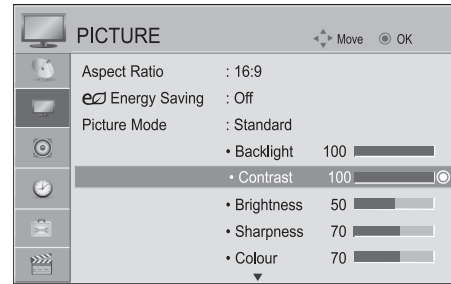 PICTURE
Move OK
Aspect Ratio : 16:9
Energy Saving : Off
Picture Mode : Standard
• Backlight 100
• Contrast 100
• Brightness 50
• Sharpness 70
• Colour 70